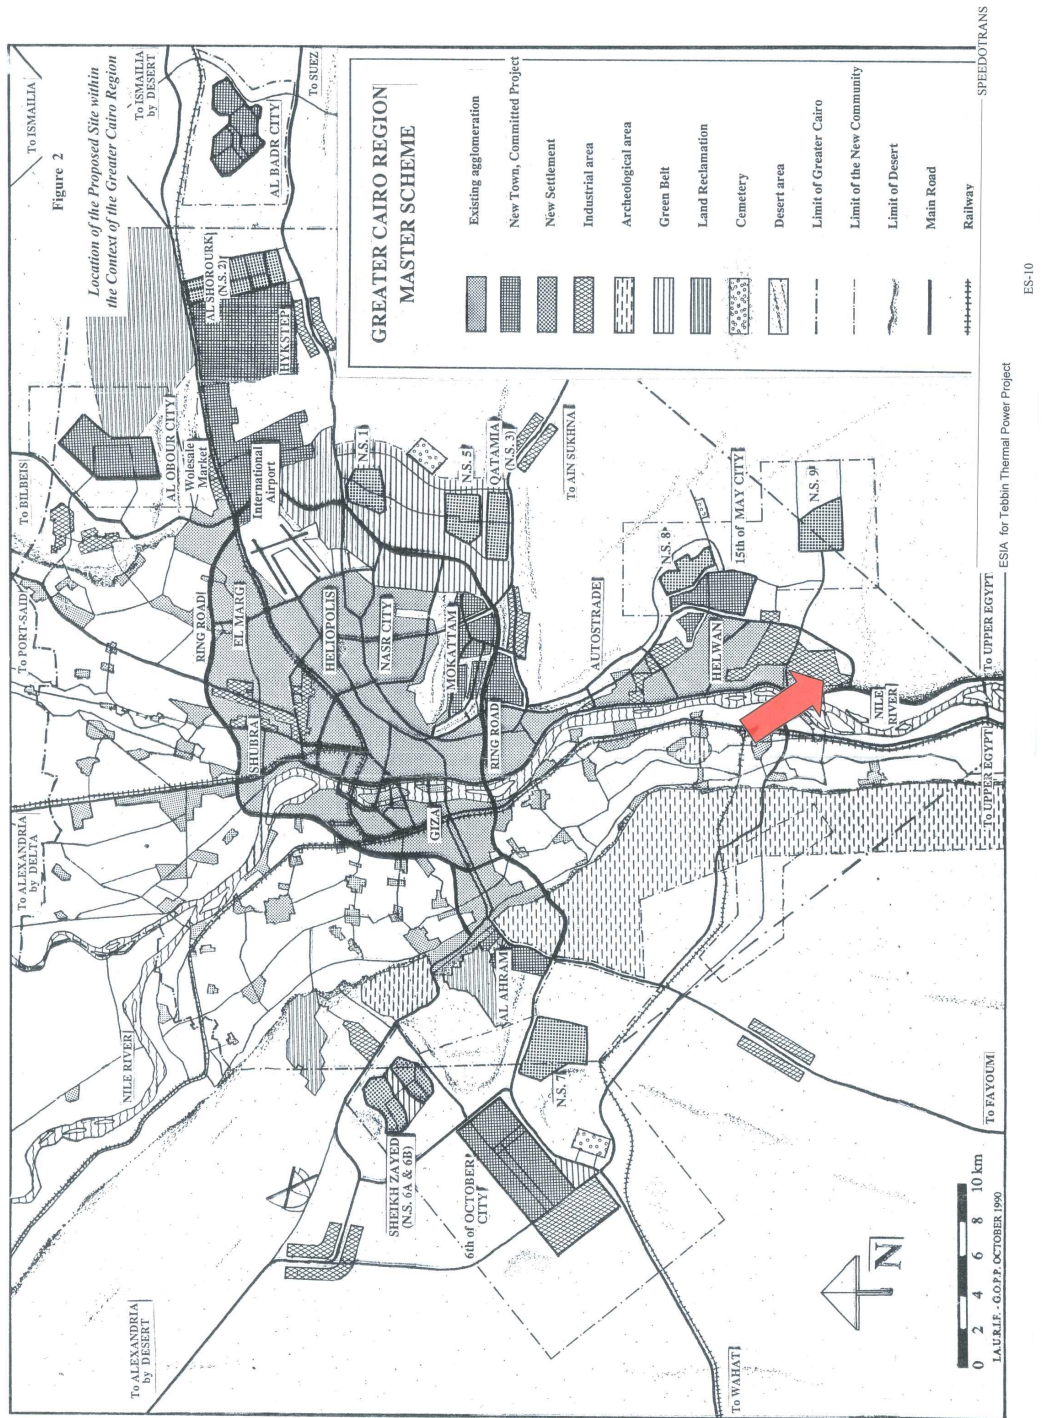 Figure 2
Location of the Proposed Site within
the Context of the Greater Cairo Region
To ISMAILIA
To ISMAILIA
by DESERT
To SUEZ
AL BADR CITY
To BILBEIS
To PORT-SAID
To ALEXANDRIA
by DELTA
NILE RIVER
To ALEXANDRIA
by DESERT
AL SHOROURK
(N.S. 2)
HYKSTEP
AL OBOUR CITY
Wolesale
Market
International
Airport
RING ROAD
EL MARG
SHUBRA
HELIOPOLIS
NASR CITY
MOKATTAM
N.S. 1
N.S. 5
QATAMIA
(N.S. 3)
To AIN SUKHNA
GIZA
RING ROAD
AL AHRAM
SHEIKH ZAYED
(N.S. 6A & 6B)
6th of OCTOBER
CITY
N.S. 7
AUTOSTRADE
N.S. 8
15th of MAY CITY
HELWAN
N.S. 9
NILE
RIVER
To UPPER EGYPT
To UPPER EGYPT
To FAYOUM
To WAHAT
GREATER CAIRO REGION
MASTER SCHEME
Existing agglomeration
New Town, Committed Project
New Settlement
Industrial area
Archeological area
Green Belt
Land Reclamation
Cemetery
Desert area
Limit of Greater Cairo
Limit of the New Community
Limit of Desert
Main Road
Railway
N
0 2 4 6 8 10 km
I.A.U.R.I.F. - G.O.P.P. OCTOBER 1990
ESIA for Tebbin Thermal Power Project
SPEEDOTRANS
ES-10